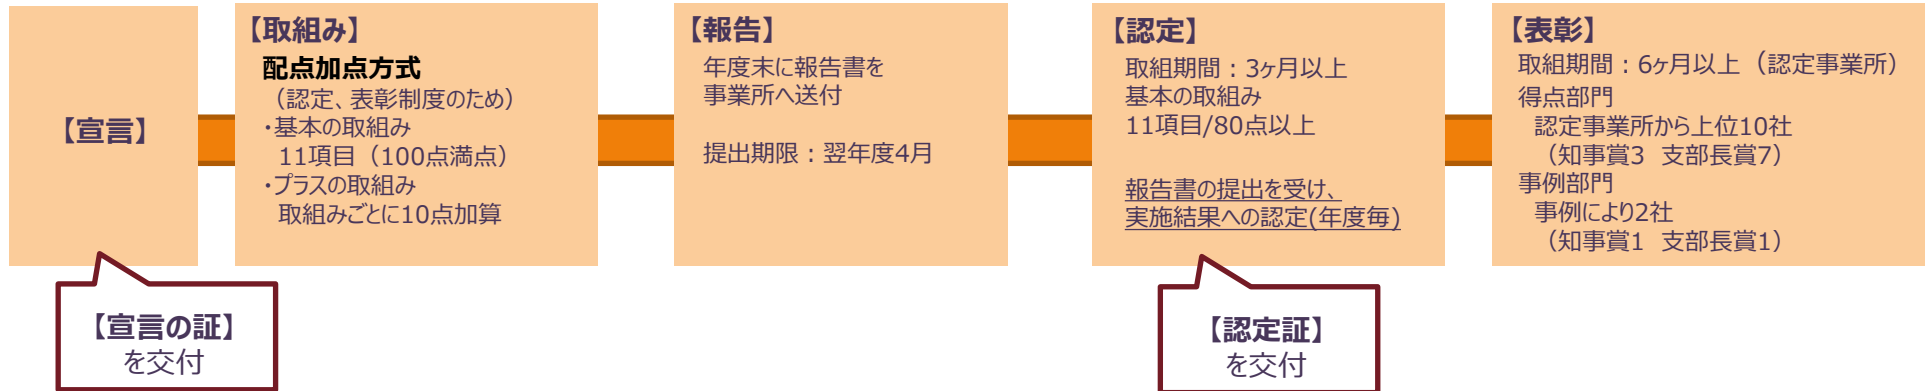 【宣言】
【宣言の証】
を交付
【取組み】
配点加点方式
（認定、表彰制度のため）
・基本の取組み
11項目（100点満点）
・プラスの取組み
取組みごとに10点加算
【報告】
年度末に報告書を
事業所へ送付
提出期限：翌年度4月
【認定】
取組期間：3ヶ月以上
基本の取組み
11項目/80点以上
報告書の提出を受け、
実施結果への認定(年度毎)
【認定証】
を交付
【表彰】
取組期間：6ヶ月以上（認定事業所）
得点部門
認定事業所から上位10社
（知事賞3　支部長賞7）
事例部門
事例により2社
（知事賞1　支部長賞1）